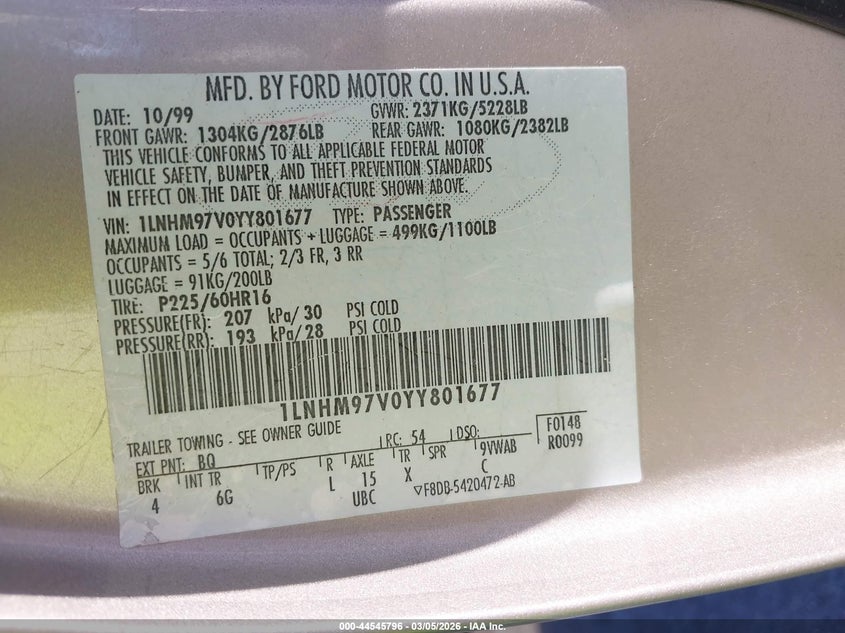 MFD. BY FORD MOTOR CO. IN U.S.A.
DATE: 10/99 GVWR: 2371KG/5228LB
FRONT GAWR: 1304KG/2876LB REAR GAWR: 1080KG/2382LB
THIS VEHICLE CONFORMS TO ALL APPLICABLE FEDERAL MOTOR
VEHICLE SAFETY, BUMPER, AND THEFT PREVENTION STANDARDS
IN EFFECT ON THE DATE OF MANUFACTURE SHOWN ABOVE.
VIN: 1LNHM97V0YY801677 TYPE: PASSENGER
MAXIMUM LOAD = OCCUPANTS + LUGGAGE = 499KG/1100LB
OCCUPANTS = 5/6 TOTAL; 2/3 FR, 3 RR
LUGGAGE = 91KG/200LB
TIRE: P225/60HR16
PRESSURE(FR): 207 kPa/ 30 PSI COLD
PRESSURE(RR): 193 kPa/ 28 PSI COLD
1LNHM97V0YY801677
TRAILER TOWING - SEE OWNER GUIDE
EXT PNT: BQ RC: 54 DSO: F0148
BRK INT TR TP/PS R AXLE TR SPR 9VWAB R0099
4 6G L 15 X C
UBC ▽F8DB-5420472-AB
000-44545796 - 03/05/2026 - IAA Inc.